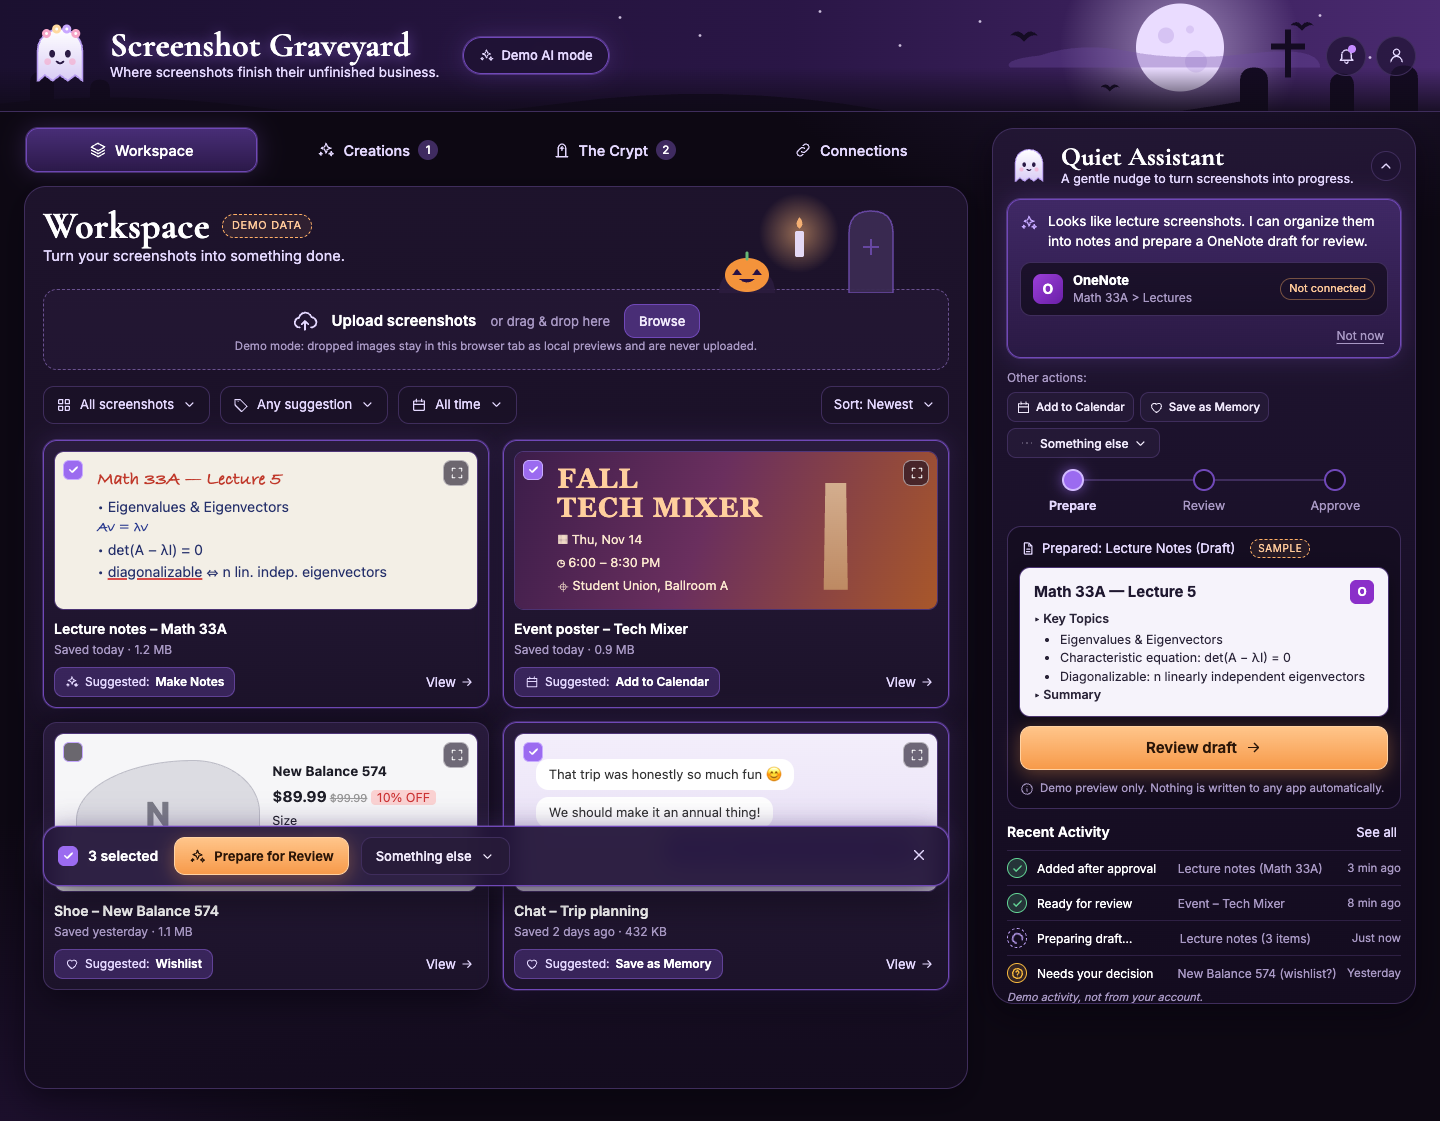 Screenshot Graveyard
Where screenshots finish their unfinished business.
Demo AI mode
Workspace
Creations 1
The Crypt 2
Connections
Workspace DEMO DATA
Turn your screenshots into something done.
Upload screenshots or drag & drop here Browse
Demo mode: dropped images stay in this browser tab as local previews and are never uploaded.
All screenshots
Any suggestion
All time
Sort: Newest
Math 33A — Lecture 5
• Eigenvalues & Eigenvectors
Av = λv
• det(A − λI) = 0
• diagonalizable ⇔ n lin. indep. eigenvectors
Lecture notes – Math 33A
Saved today · 1.2 MB
Suggested: Make Notes
View →
FALL
TECH MIXER
Thu, Nov 14
6:00 – 8:30 PM
Student Union, Ballroom A
Event poster – Tech Mixer
Saved today · 0.9 MB
Suggested: Add to Calendar
View →
N
New Balance 574
$89.99 $99.99 10% OFF
Size
Shoe – New Balance 574
Saved yesterday · 1.1 MB
Suggested: Wishlist
View →
That trip was honestly so much fun 😊
We should make it an annual thing!
Chat – Trip planning
Saved 2 days ago · 432 KB
Suggested: Save as Memory
View →
3 selected
Prepare for Review
Something else
Quiet Assistant
A gentle nudge to turn screenshots into progress.
Looks like lecture screenshots. I can organize them
into notes and prepare a OneNote draft for review.
O
OneNote
Math 33A > Lectures
Not connected
Not now
Other actions:
Add to Calendar
Save as Memory
Something else
Prepare
Review
Approve
Prepared: Lecture Notes (Draft) SAMPLE
Math 33A — Lecture 5
O
▸ Key Topics
• Eigenvalues & Eigenvectors
• Characteristic equation: det(A − λI) = 0
• Diagonalizable: n linearly independent eigenvectors
▸ Summary
Review draft →
Demo preview only. Nothing is written to any app automatically.
Recent Activity
See all
Added after approval Lecture notes (Math 33A) 3 min ago
Ready for review Event – Tech Mixer 8 min ago
Preparing draft... Lecture notes (3 items) Just now
Needs your decision New Balance 574 (wishlist?) Yesterday
Demo activity, not from your account.